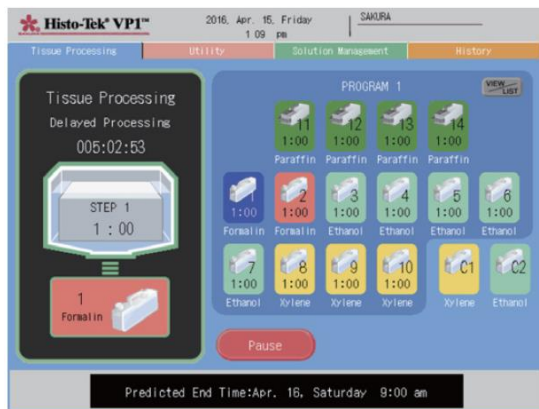 Histo-Tek® VP1™
2016, Apr. 15, Friday
1 09 pm
SAKURA
Tissue Processing
Utility
Solution Management
History
Tissue Processing
Delayed Processing
005:02:53
STEP 1
1 : 00
1
Formalin
PROGRAM 1
VIEW LIST
11 12 13 14
1:00 1:00 1:00 1:00
Paraffin Paraffin Paraffin Paraffin
1 2 3 4 5 6
1:00 1:00 1:00 1:00 1:00 1:00
Formalin Formalin Ethanol Ethanol Ethanol Ethanol
7 8 9 10 C1 C2
1:00 1:00 1:00 1:00
Ethanol Xylene Xylene Xylene Xylene Ethanol
Pause
Predicted End Time:Apr. 16, Saturday 9:00 am